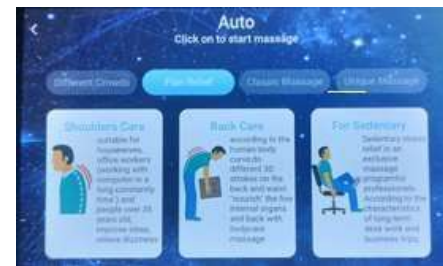 Auto
Click on to start massage
Different Crowds
Pain Relief
Classic Massage
Unique Massage
Shoulders Care
suitable for
housewives,
office workers
(working with
computer in a
long constantly
time ) and
people over 35
years old,
improve
relieve dizziness
Back Care
according to the
human body
curve,do
different 3D
strokes on the
back and waist
"nourish" the five
internal organs
and back with
bodycare
massage
For Sedentary
Sedentary
relief is an
exclusive
massage
programfor
professionals.
According to the
characteristics
of long-term
desk work and
business trips,